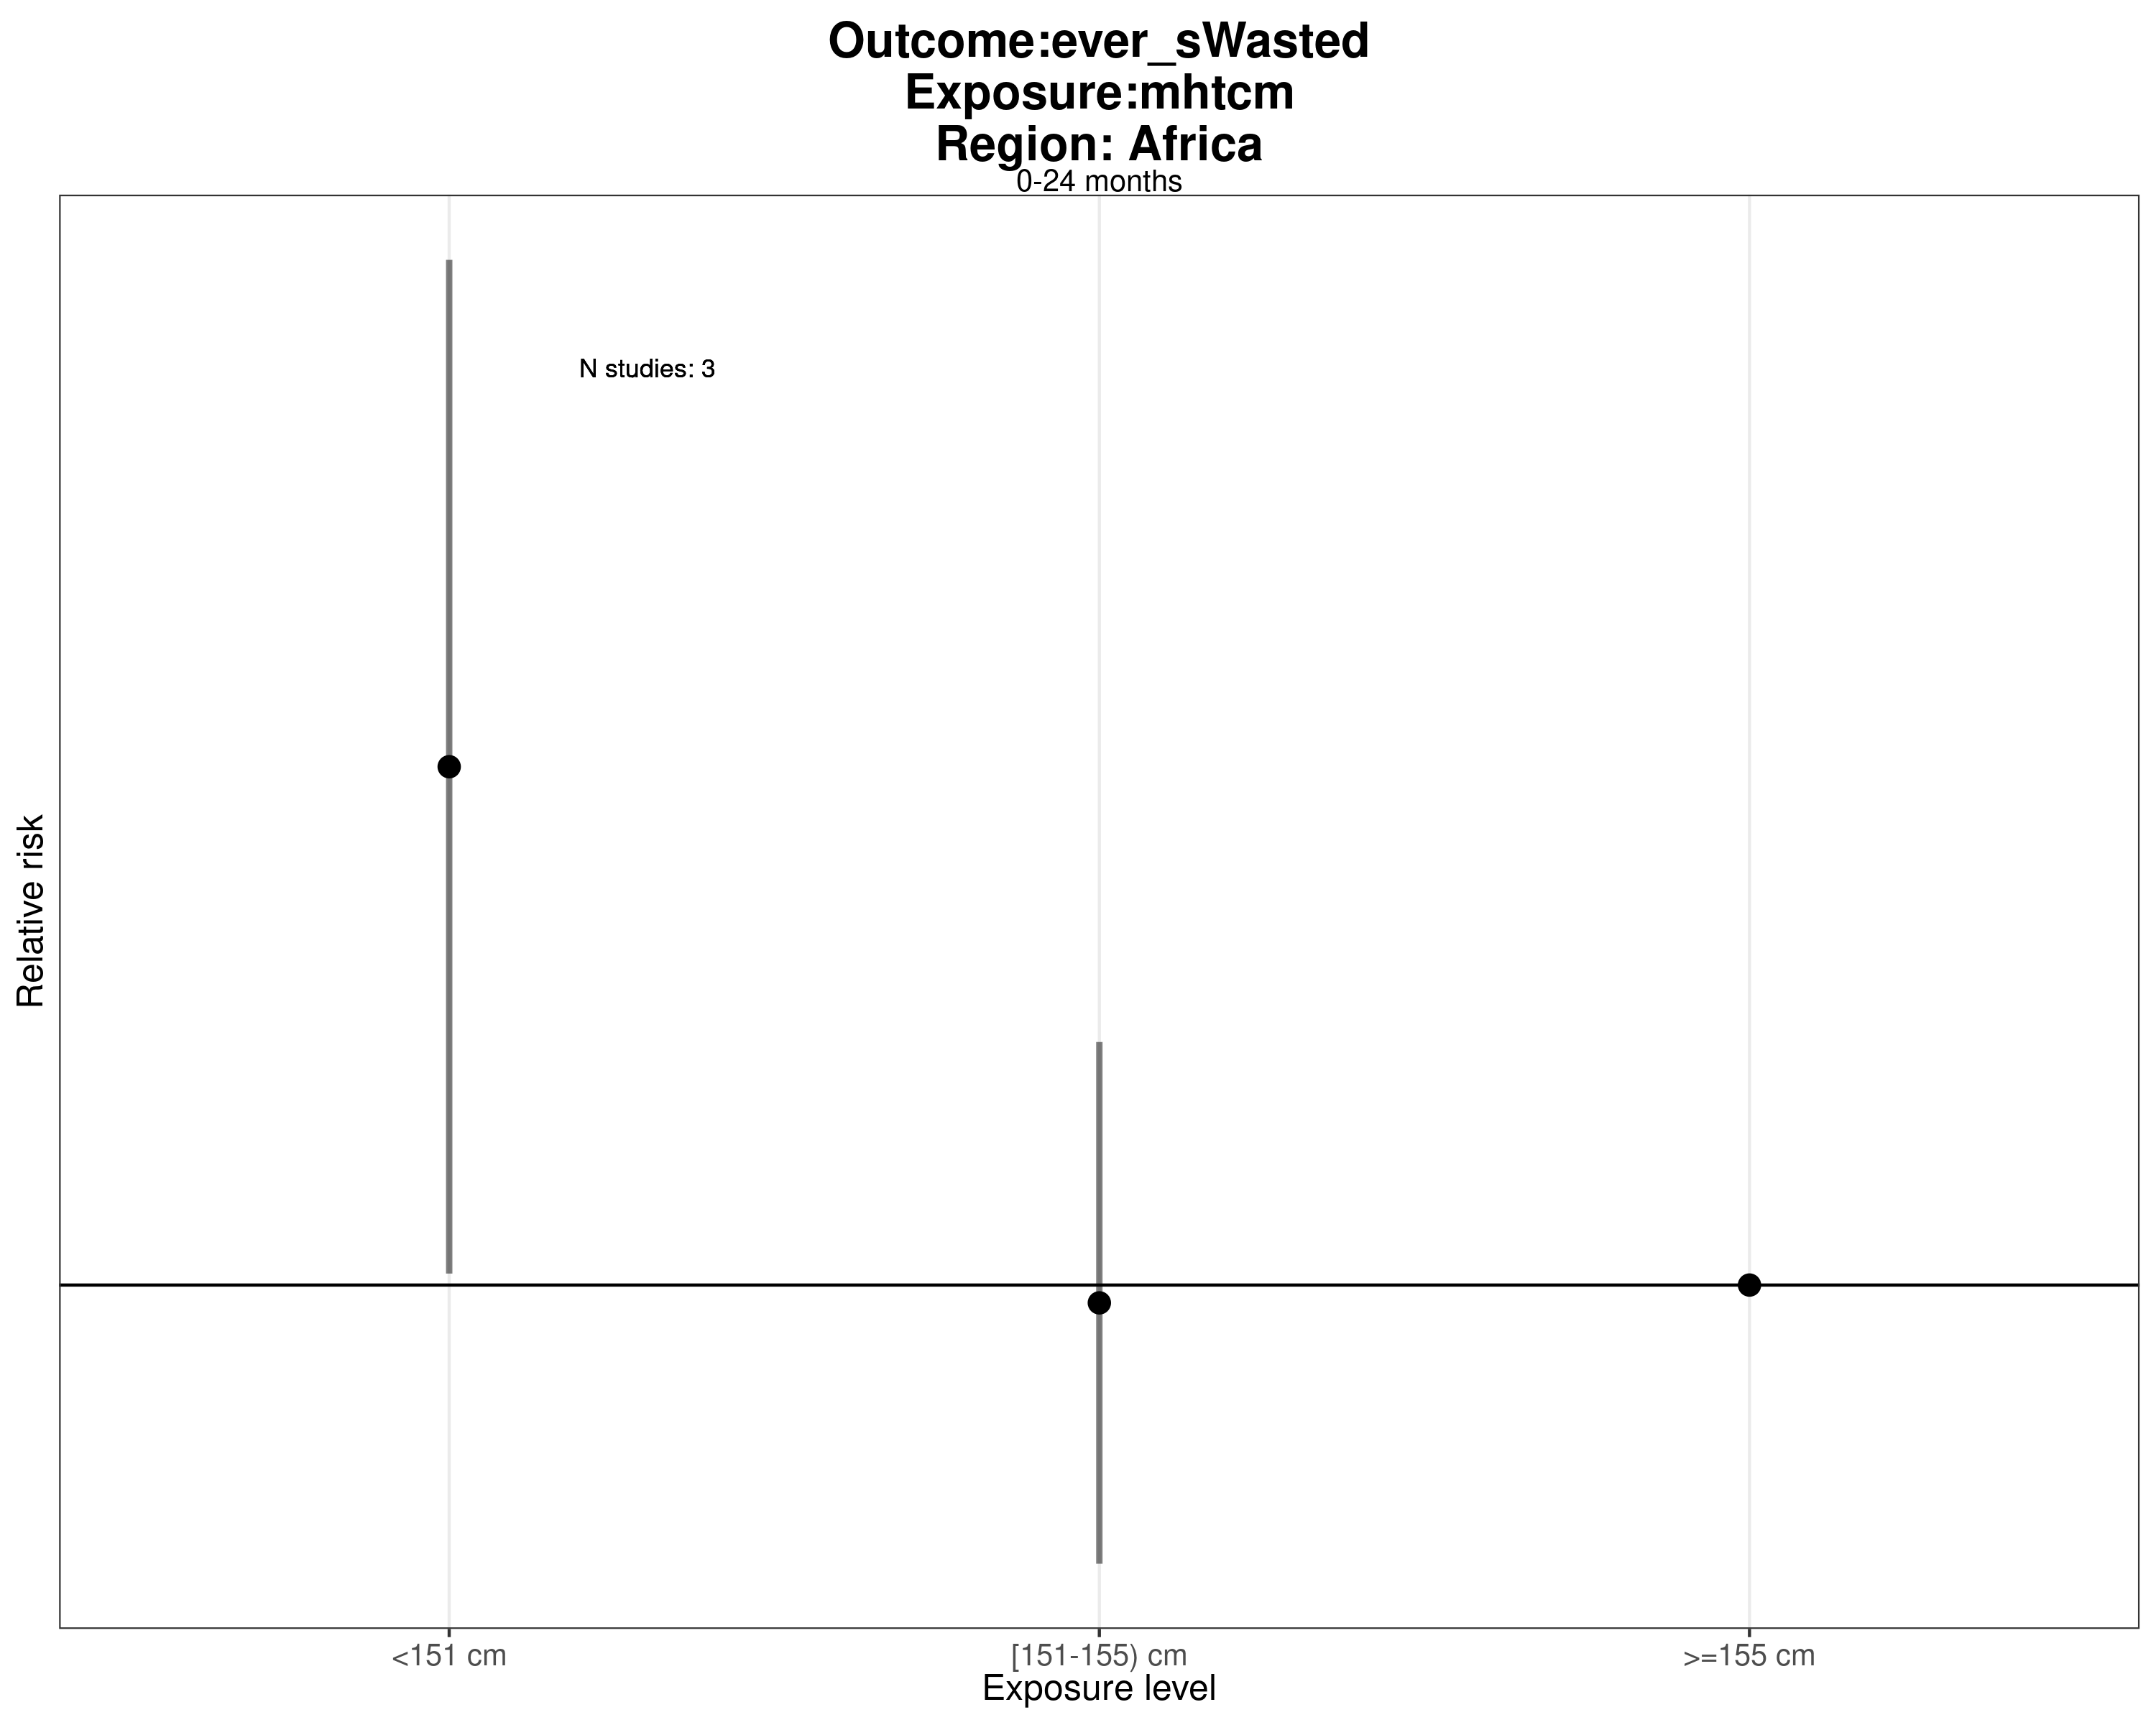 Outcome:ever_sWasted
Exposure:mhtcm
Region: Africa
0-24 months
N studies: 3
Relative risk
<151 cm
[151-155) cm
>=155 cm
Exposure level